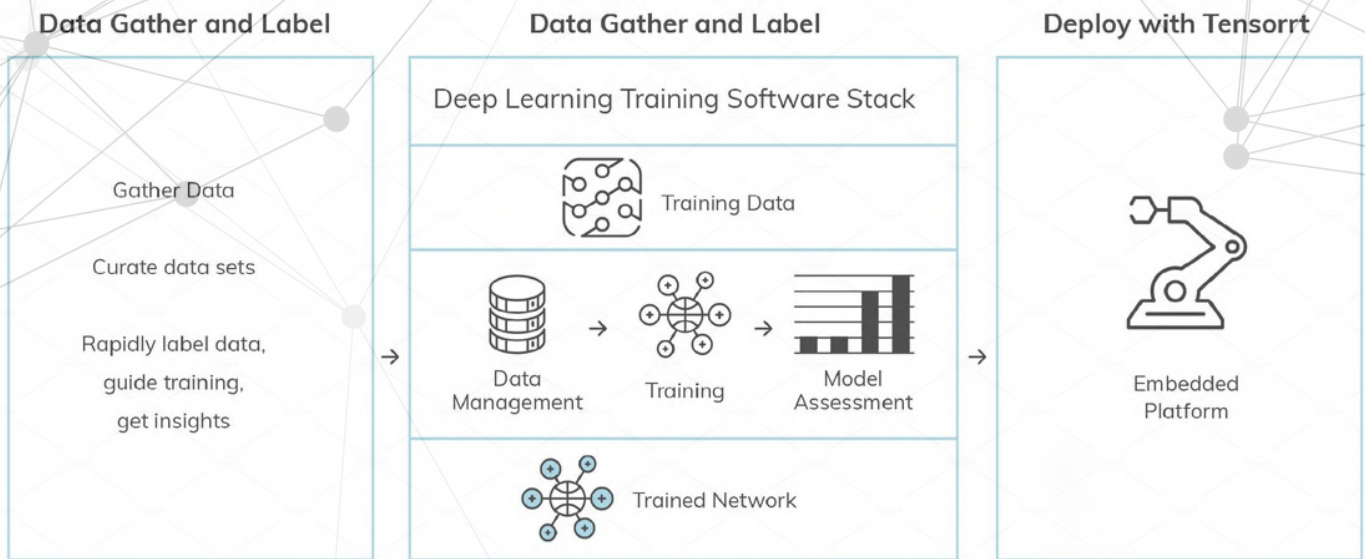 Data Gather and Label
Gather Data
Curate data sets
Rapidly label data,
guide training,
get insights
Data Gather and Label
Deep Learning Training Software Stack
Training Data
Data
Management
Training
Model
Assessment
Trained Network
Deploy with Tensorrt
Embedded
Platform